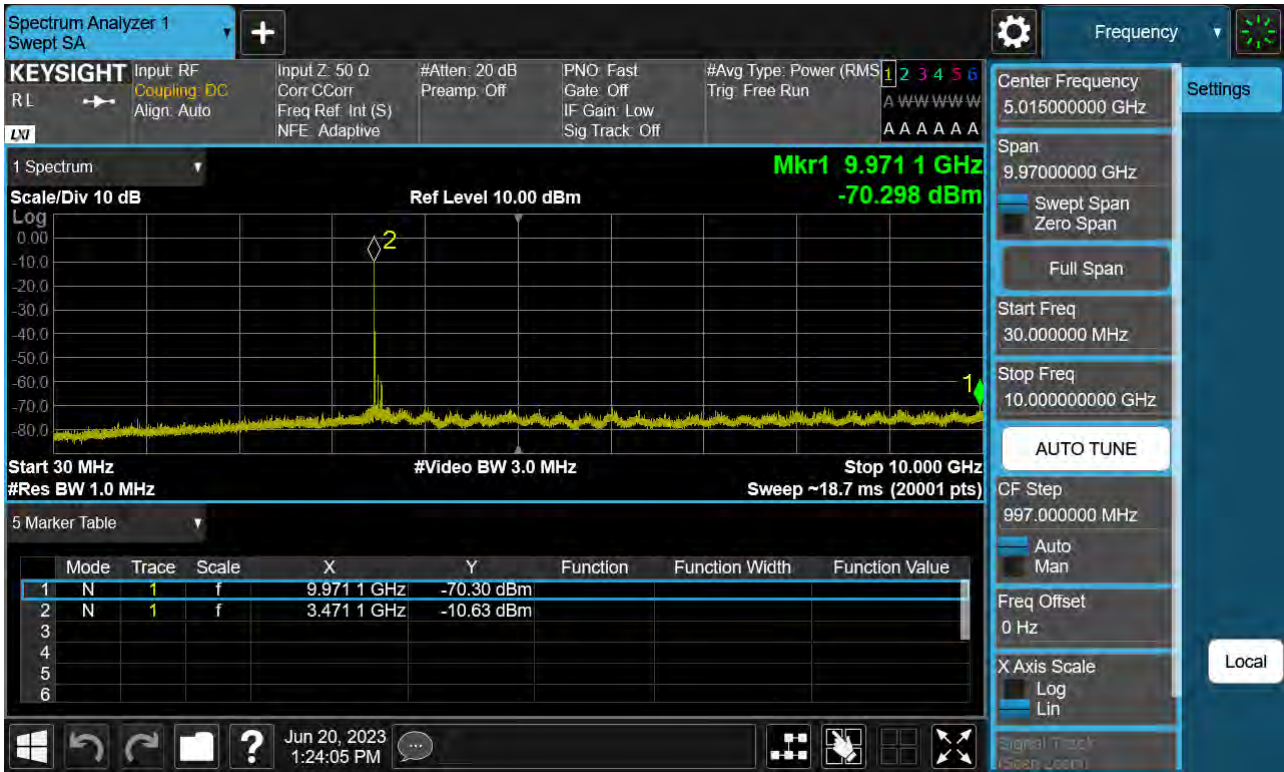 Spectrum Analyzer 1
Swept SA
+
Frequency
KEYSIGHT
RL
LXI
Input: RF
Coupling: DC
Align: Auto
Input Z: 50 Ω
Corr CCorr
Freq Ref: Int (S)
NFE: Adaptive
#Atten: 20 dB
Preamp: Off
PNO: Fast
Gate: Off
IF Gain: Low
Sig Track: Off
#Avg Type: Power (RMS
Trig: Free Run
1 2 3 4 5 6
A W W W W W
A A A A A A
Center Frequency
5.015000000 GHz
Settings
1 Spectrum
Mkr1 9.971 1 GHz
Scale/Div 10 dB
Ref Level 10.00 dBm
-70.298 dBm
Log
0.00
-10.0
-20.0
-30.0
-40.0
-50.0
-60.0
-70.0
-80.0
2
1
Start 30 MHz
#Video BW 3.0 MHz
Stop 10.000 GHz
#Res BW 1.0 MHz
Sweep ~18.7 ms (20001 pts)
Span
9.97000000 GHz
Swept Span
Zero Span
Full Span
Start Freq
30.000000 MHz
Stop Freq
10.000000000 GHz
AUTO TUNE
CF Step
997.000000 MHz
Auto
Man
Freq Offset
0 Hz
X Axis Scale
Log
Lin
Signal Track
(Span Zoom)
Local
5 Marker Table
Mode Trace Scale X Y Function Function Width Function Value
1 N 1 f 9.971 1 GHz -70.30 dBm
2 N 1 f 3.471 1 GHz -10.63 dBm
3
4
5
6
?
Jun 20, 2023
1:24:05 PM